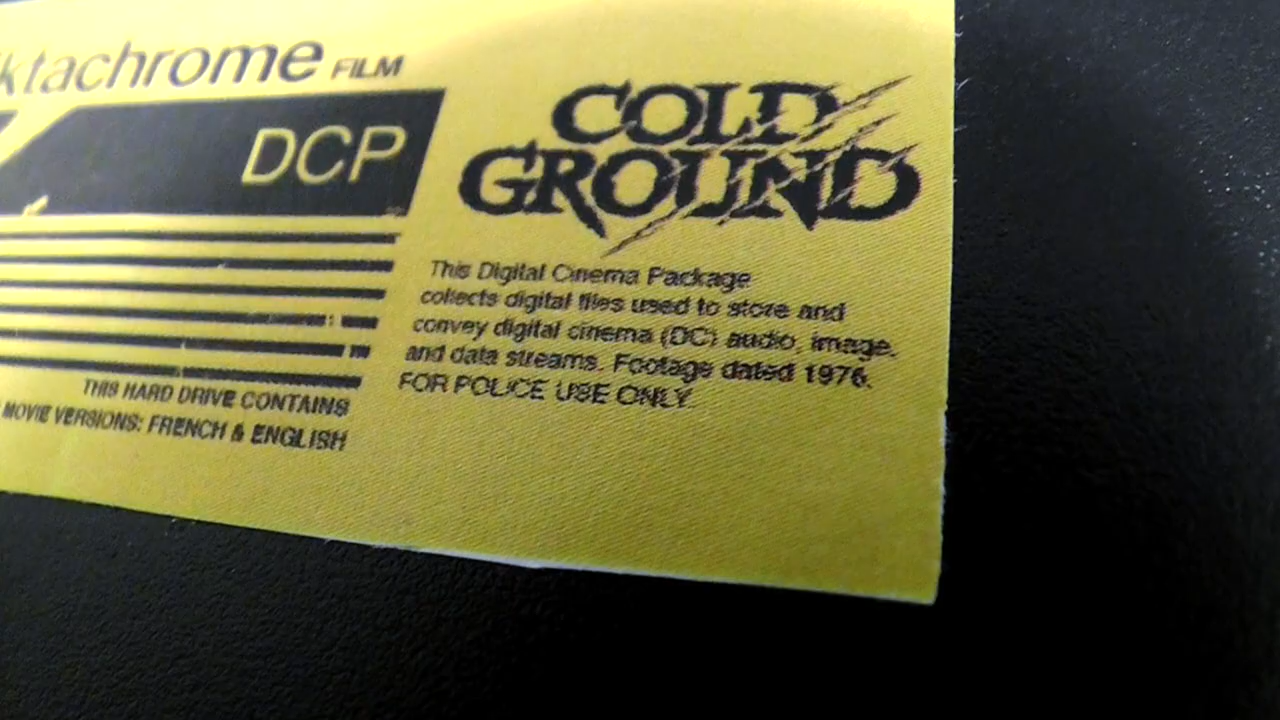 ktachrome FILM
DCP
COLD
GROUND
This Digital Cinema Package
collects digital files used to store and
convey digital cinema (DC) audio, image,
and data streams. Footage dated 1976.
FOR POLICE USE ONLY.
THIS HARD DRIVE CONTAINS
MOVIE VERSIONS: FRENCH & ENGLISH